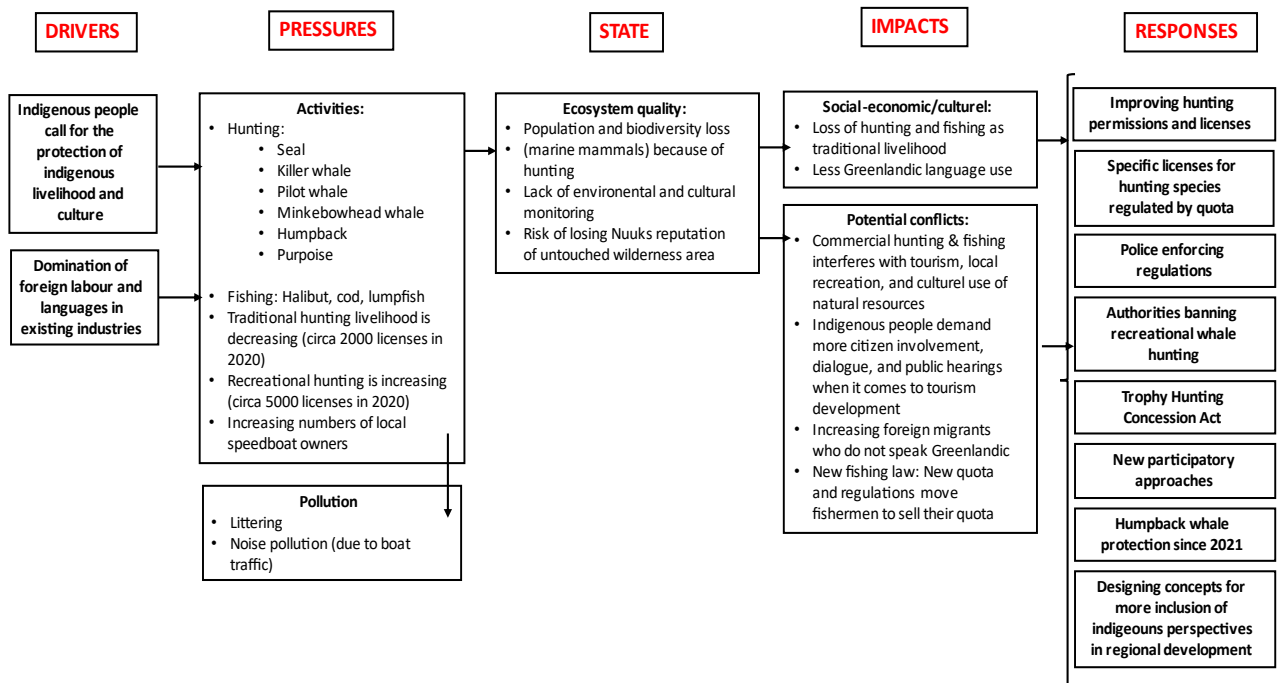 DRIVERS
PRESSURES
STATE
IMPACTS
RESPONSES
Indigenous people
call for the
protection of
indigenous
livelihood and
culture
Domination of
foreign labour and
languages in
existing industries
Activities:
• Hunting:
• Seal
• Killer whale
• Pilot whale
• Minkebowhead whale
• Humpback
• Purpoise
• Fishing: Halibut, cod, lumpfish
• Traditional hunting livelihood is
decreasing (circa 2000 licenses in
2020)
• Recreational hunting is increasing
(circa 5000 licenses in 2020)
• Increasing numbers of local
speedboat owners
Pollution
• Littering
• Noise pollution (due to boat
traffic)
Ecosystem quality:
• Population and biodiversity loss
• (marine mammals) because of
hunting
• Lack of environental and cultural
monitoring
• Risk of losing Nuuks reputation
of untouched wilderness area
Social-economic/culturel:
• Loss of hunting and fishing as
traditional livelihood
• Less Greenlandic language use
Potential conflicts:
• Commercial hunting & fishing
interferes with tourism, local
recreation, and culturel use of
natural resources
• Indigenous people demand
more citizen involvement,
dialogue, and public hearings
when it comes to tourism
development
• Increasing foreign migrants
who do not speak Greenlandic
• New fishing law: New quota
and regulations move
fishermen to sell their quota
Improving hunting
permissions and licenses
Specific licenses for
hunting species
regulated by quota
Police enforcing
regulations
Authorities banning
recreational whale
hunting
Trophy Hunting
Concession Act
New participatory
approaches
Humpback whale
protection since 2021
Designing concepts for
more inclusion of
indigeouns perspectives
in regional development